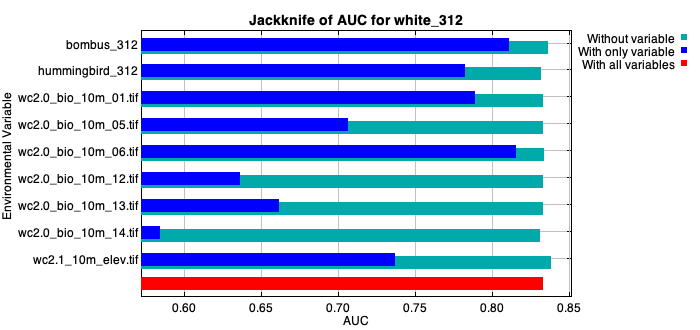 Jackknife of AUC for white_312
Environmental Variable
bombus_312
hummingbird_312
wc2.0_bio_10m_01.tif
wc2.0_bio_10m_05.tif
wc2.0_bio_10m_06.tif
wc2.0_bio_10m_12.tif
wc2.0_bio_10m_13.tif
wc2.0_bio_10m_14.tif
wc2.1_10m_elev.tif
0.60 0.65 0.70 0.75 0.80 0.85
AUC
Without variable
With only variable
With all variables